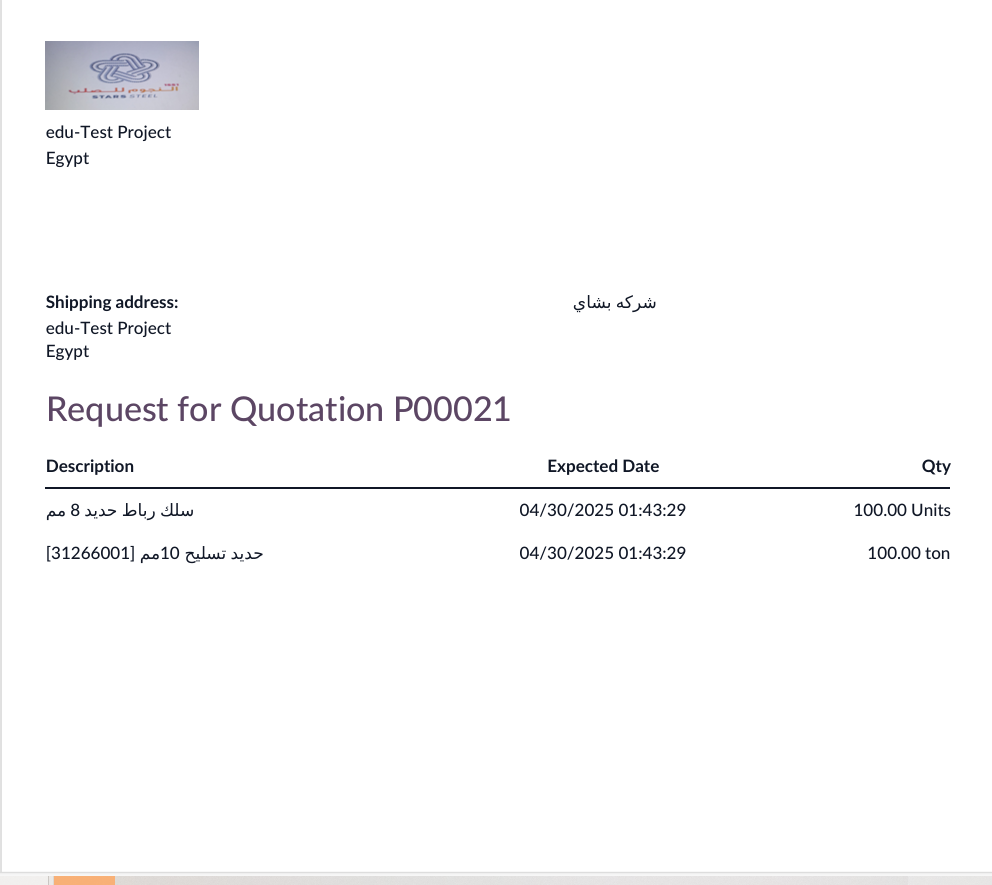 النجوم للصلب
STARS STEEL
edu-Test Project
Egypt
Shipping address:
edu-Test Project
Egypt
شركه بشاي
Request for Quotation P00021
Description Expected Date Qty
سلك رباط حديد 8 مم 04/30/2025 01:43:29 100.00 Units
[31266001] حديد تسليح 10مم 04/30/2025 01:43:29 100.00 ton